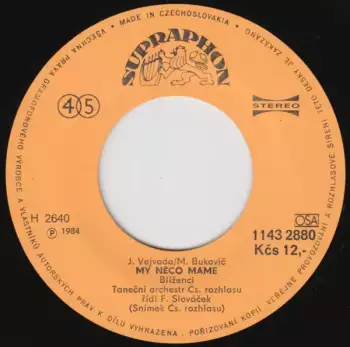 MADE IN CZECHOSLOVAKIA
VŠECHNA PRÁVA GRAMOFONOVÉHO VÝROBCE A VLASTNÍKŮ AUTORSKÝCH PRÁV K DÍLU VYHRAZENA. POŘIZOVÁNÍ KOPIÍ, VEŘEJNÉ PROVOZOVÁNÍ A ROZHLASOVÉ ŠÍŘENÍ TÉTO DESKY JE ZAKÁZÁNO
SUPRAPHON
45
STEREO
H 2640
Ⓟ 1984
OSA
1143 2880
Kčs 12,-
J. Vejvoda/M. Bukovič
MY NĚCO MÁME
Blíženci
Taneční orchestr Čs. rozhlasu
řídí F. Slováček
(Snímek Čs. rozhlasu)